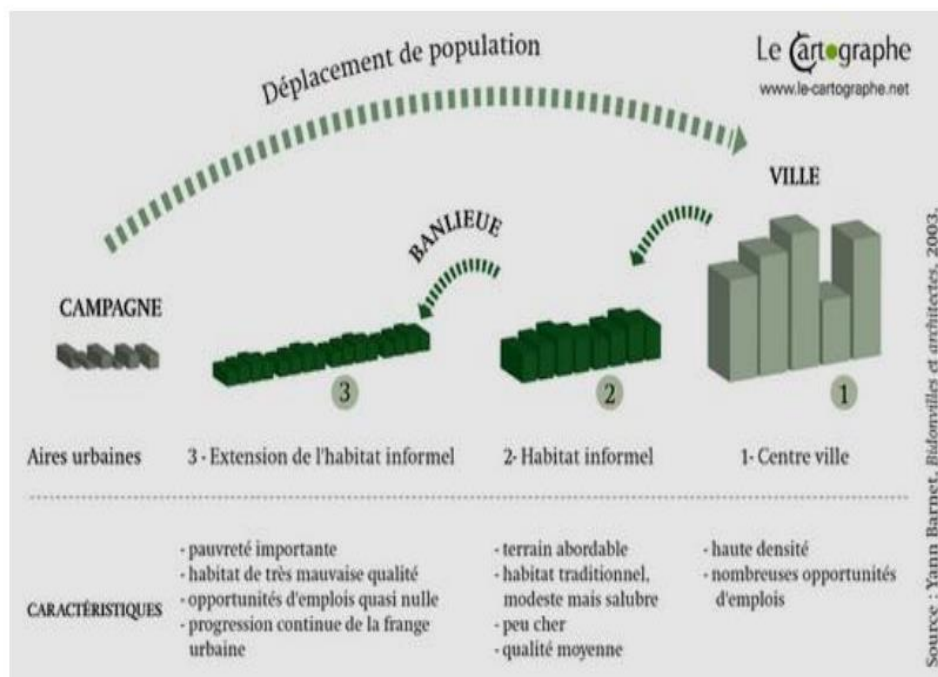 Déplacement de population
Le Cartographe
www.le-cartographe.net
VILLE
BANLIEUE
CAMPAGNE
3
2
1
Aires urbaines
3 - Extension de l'habitat informel
2- Habitat informel
1- Centre ville
CARACTÉRISTIQUES
- pauvreté importante
- habitat de très mauvaise qualité
- opportunités d'emplois quasi nulle
- progression continue de la frange
urbaine
- terrain abordable
- habitat traditionnel,
modeste mais salubre
- peu cher
- qualité moyenne
- haute densité
- nombreuses opportunités
d'emplois
Source : Yann Barnet, Bidonvilles et architectes, 2003.